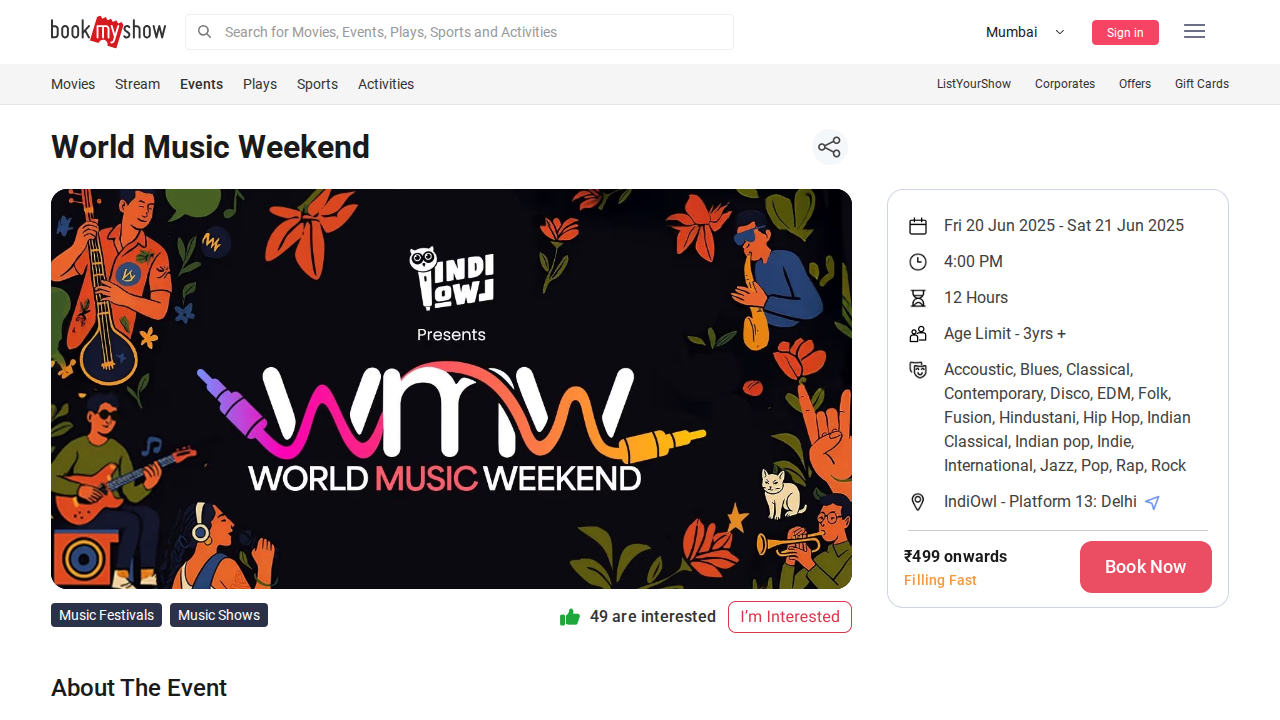 book my show
Search for Movies, Events, Plays, Sports and Activities
Mumbai
Sign in
Movies
Stream
Events
Plays
Sports
Activities
ListYourShow
Corporates
Offers
Gift Cards
World Music Weekend
INDI
OWL
Presents
wmw
WORLD MUSIC WEEKEND
Fri 20 Jun 2025 - Sat 21 Jun 2025
4:00 PM
12 Hours
Age Limit - 3yrs +
Accoustic, Blues, Classical,
Contemporary, Disco, EDM, Folk,
Fusion, Hindustani, Hip Hop, Indian
Classical, Indian pop, Indie,
International, Jazz, Pop, Rap, Rock
IndiOwl - Platform 13: Delhi
₹499 onwards
Filling Fast
Book Now
Music Festivals
Music Shows
49 are interested
I’m Interested
About The Event